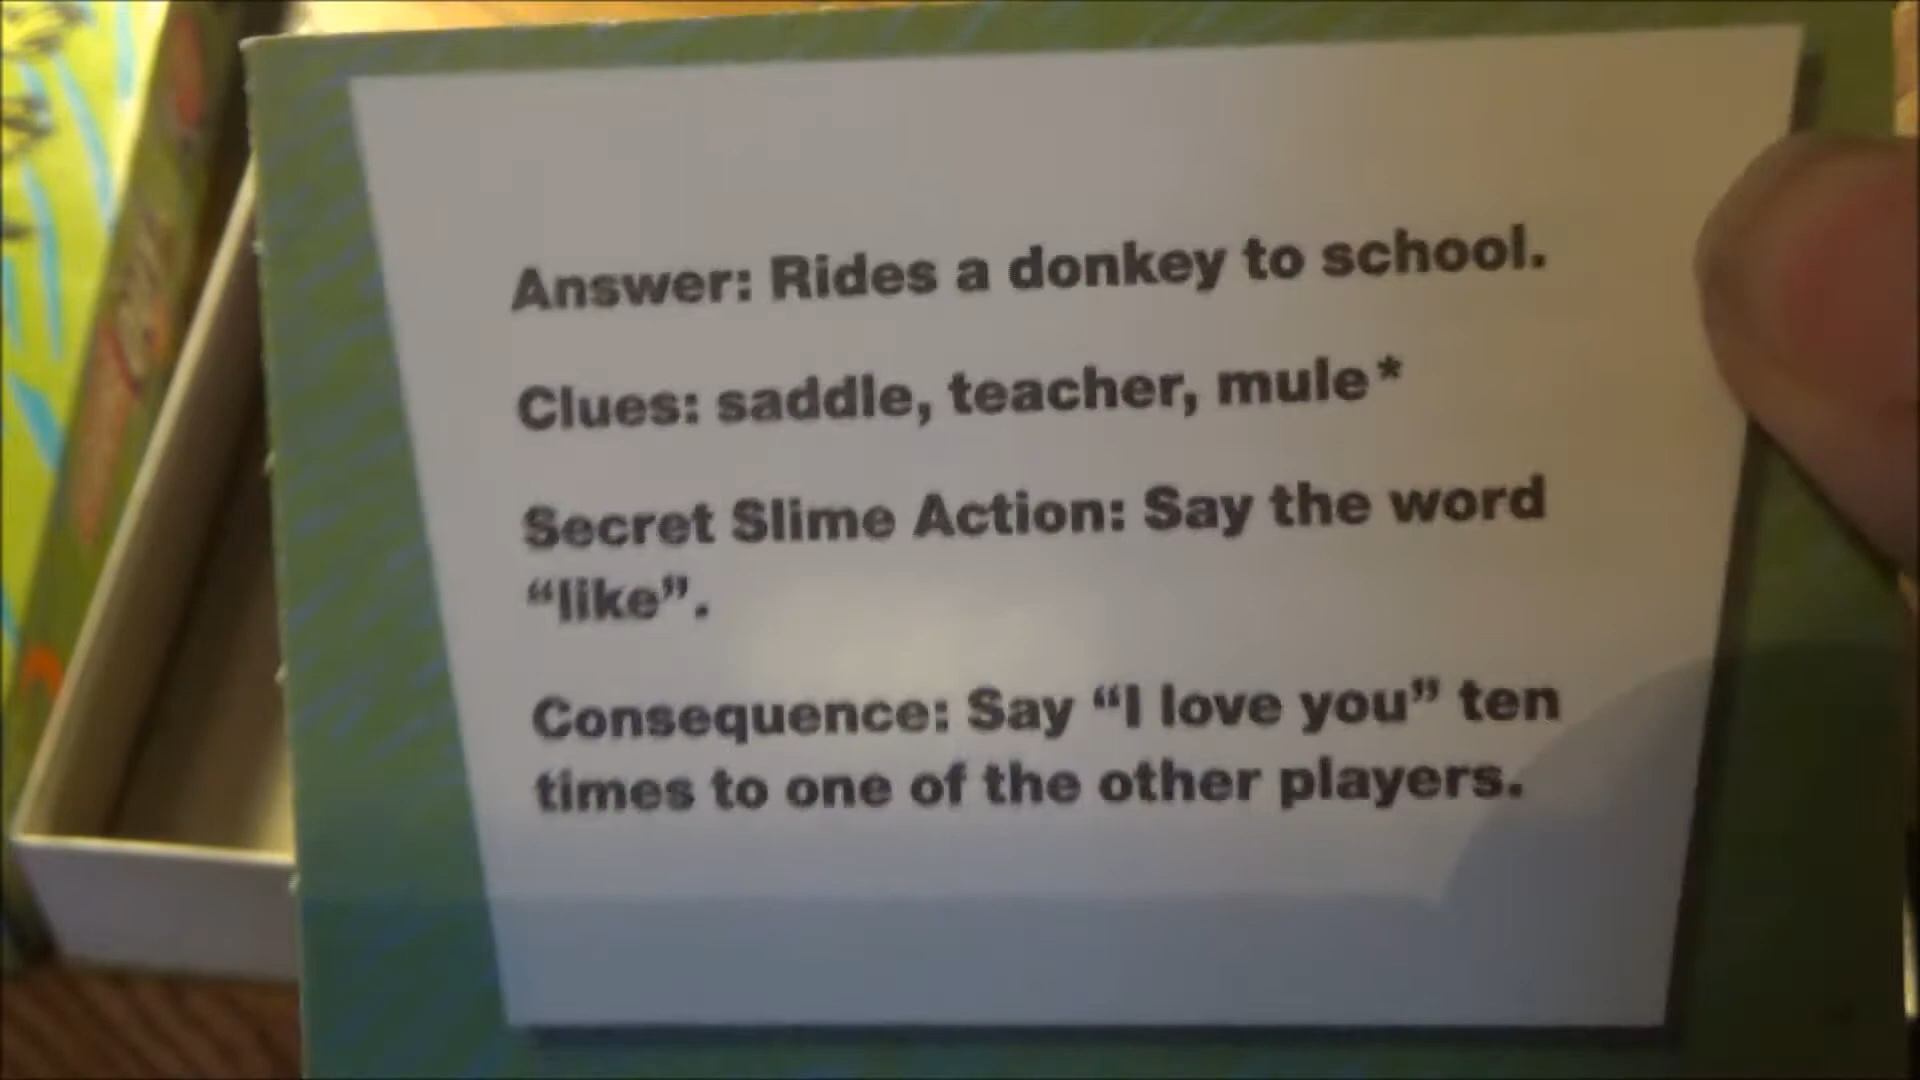 Answer: Rides a donkey to school.
Clues: saddle, teacher, mule*
Secret Slime Action: Say the word
“like”.
Consequence: Say “I love you” ten
times to one of the other players.